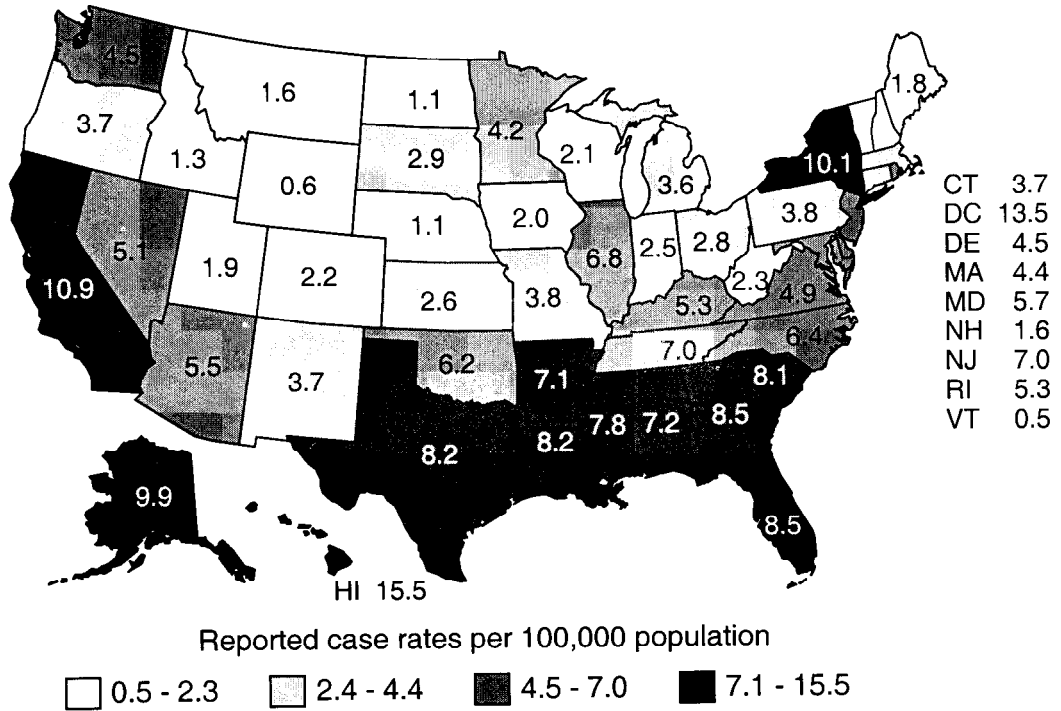 4.5
1.6
1.1
1.8
3.7
4.2
1.3
2.9
2.1
10.1
0.6
3.6
CT 3.7
1.1
2.0
3.8
DC 13.5
5.1
2.5
2.8
DE 4.5
1.9
2.2
6.8
2.3
MA 4.4
10.9
2.6
3.8
5.3
4.9
MD 5.7
NH 1.6
5.5
3.7
6.2
7.0
6.4
NJ 7.0
7.1
8.1
RI 5.3
8.2
8.2
7.8
7.2
8.5
VT 0.5
9.9
8.5
HI 15.5
Reported case rates per 100,000 population
0.5 - 2.3
2.4 - 4.4
4.5 - 7.0
7.1 - 15.5